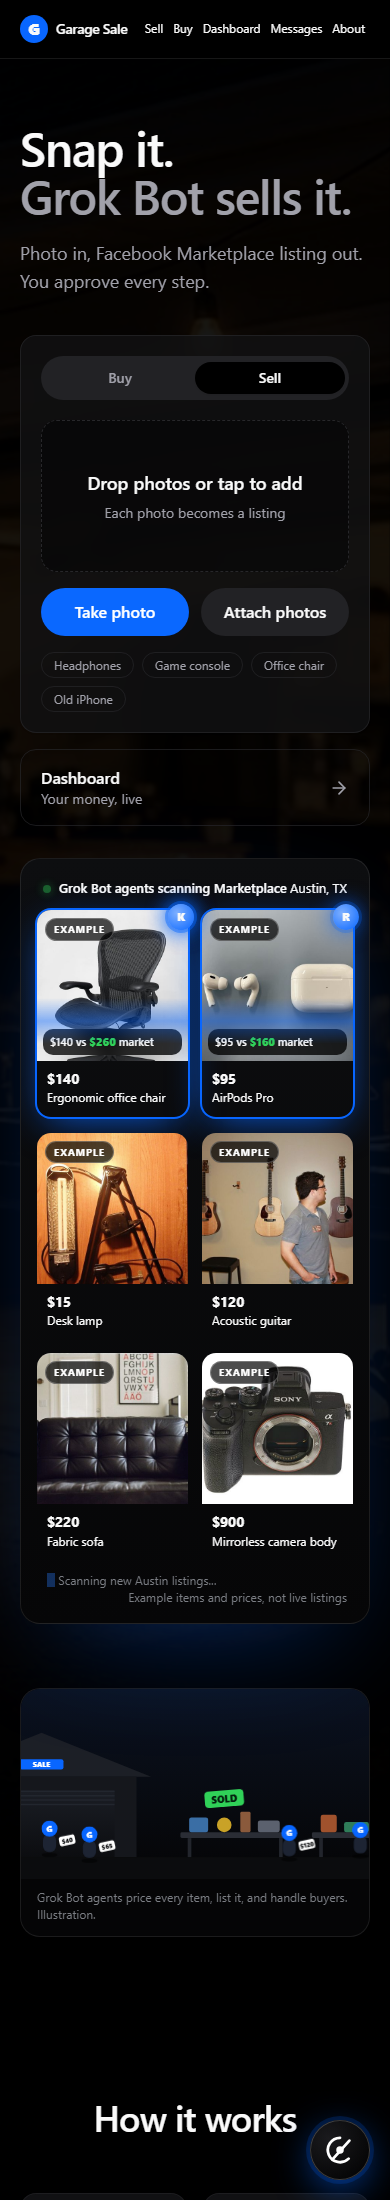 G Garage Sale Sell Buy Dashboard Messages About
Snap it.
Grok Bot sells it.
Photo in, Facebook Marketplace listing out.
You approve every step.
Buy Sell
Drop photos or tap to add
Each photo becomes a listing
Take photo Attach photos
Headphones Game console Office chair
Old iPhone
Dashboard
Your money, live
Grok Bot agents scanning Marketplace Austin, TX
K R
EXAMPLE EXAMPLE
$140 vs $260 market $95 vs $160 market
$140 $95
Ergonomic office chair AirPods Pro
EXAMPLE EXAMPLE
$15 $120
Desk lamp Acoustic guitar
ABCDE
FGHIJK
LMNOP
QRSTU
VWXYZ
EXAMPLE EXAMPLE
SONY
$220 $900
Fabric sofa Mirrorless camera body
Scanning new Austin listings...
Example items and prices, not live listings
SALE
SOLD
G G G G
$40 $65 $120
Grok Bot agents price every item, list it, and handle buyers.
Illustration.
How it works